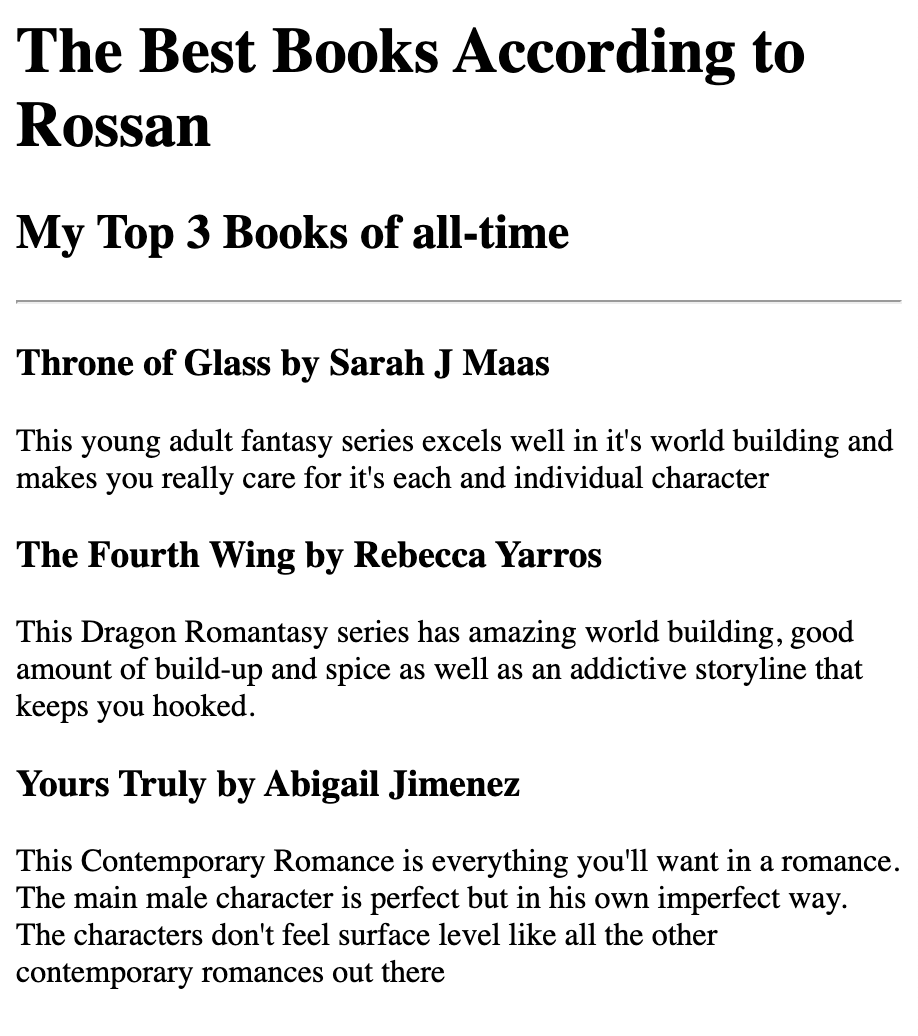 The Best Books According to
Rossan
My Top 3 Books of all-time
Throne of Glass by Sarah J Maas
This young adult fantasy series excels well in it's world building and
makes you really care for it's each and individual character
The Fourth Wing by Rebecca Yarros
This Dragon Romantasy series has amazing world building, good
amount of build-up and spice as well as an addictive storyline that
keeps you hooked.
Yours Truly by Abigail Jimenez
This Contemporary Romance is everything you'll want in a romance.
The main male character is perfect but in his own imperfect way.
The characters don't feel surface level like all the other
contemporary romances out there